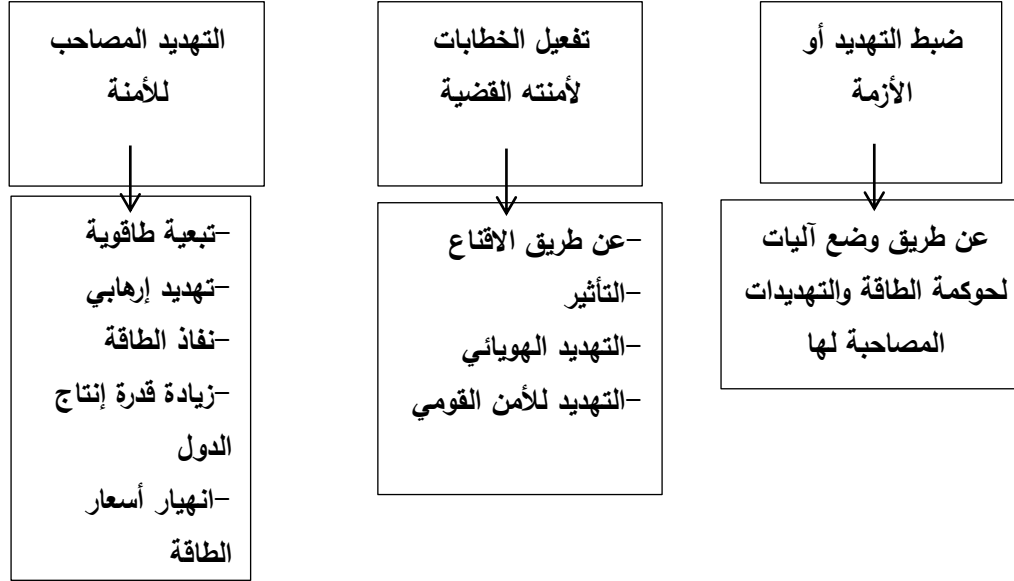 ضبط التهديد أو
الأزمة
عن طريق وضع آليات
لحوكمة الطاقة والتهديدات
المصاحبة لها
تفعيل الخطابات
لأمنته القضية
-عن طريق الاقناع
-التأثير
-التهديد الهوياتي
-التهديد للأمن القومي
التهديد المصاحب
للأمنة
-تبعية طاقوية
-تهديد إرهابي
-نفاذ الطاقة
-زيادة قدرة إنتاج
الدول
-انهيار أسعار
الطاقة